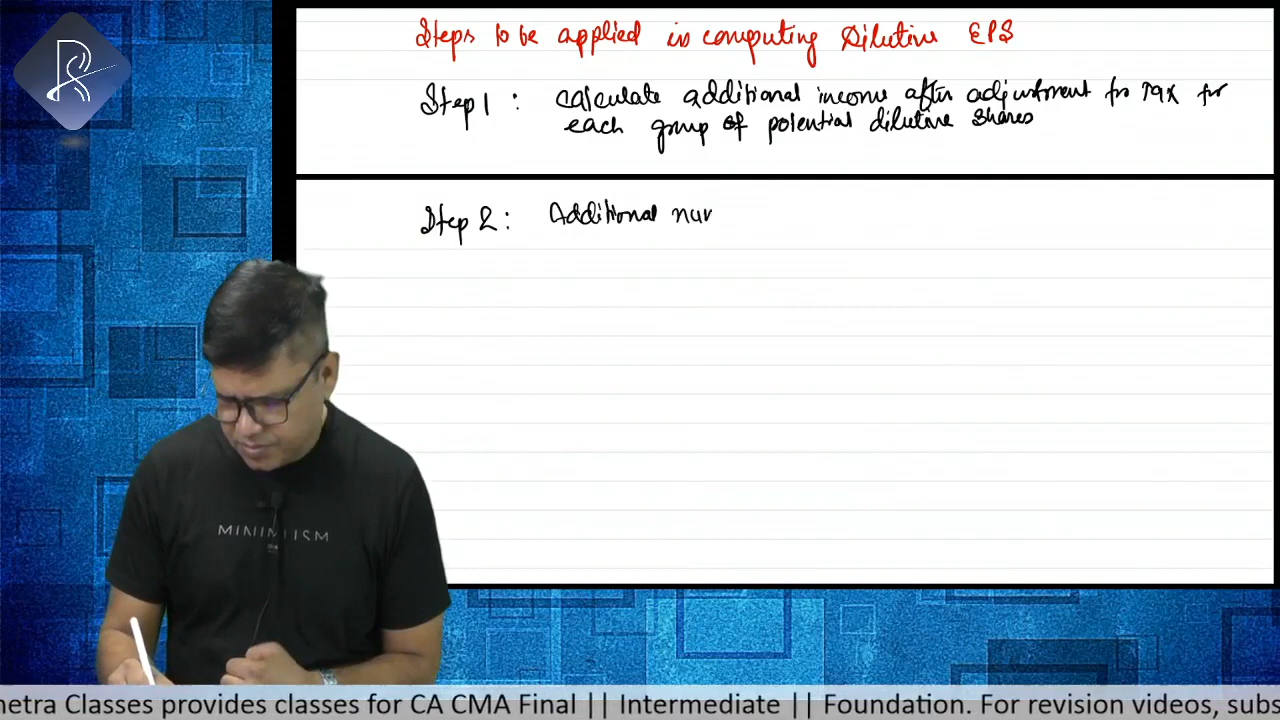 Steps to be applied in computing Dilutive EPS
Step 1 : calculate additional income after adjustment for Tax for
each group of potential dilutive shares
Step 2 : Additional nu
MINIMLISM
netra Classes provides classes for CA CMA Final || Intermediate || Foundation. For revision videos, subs